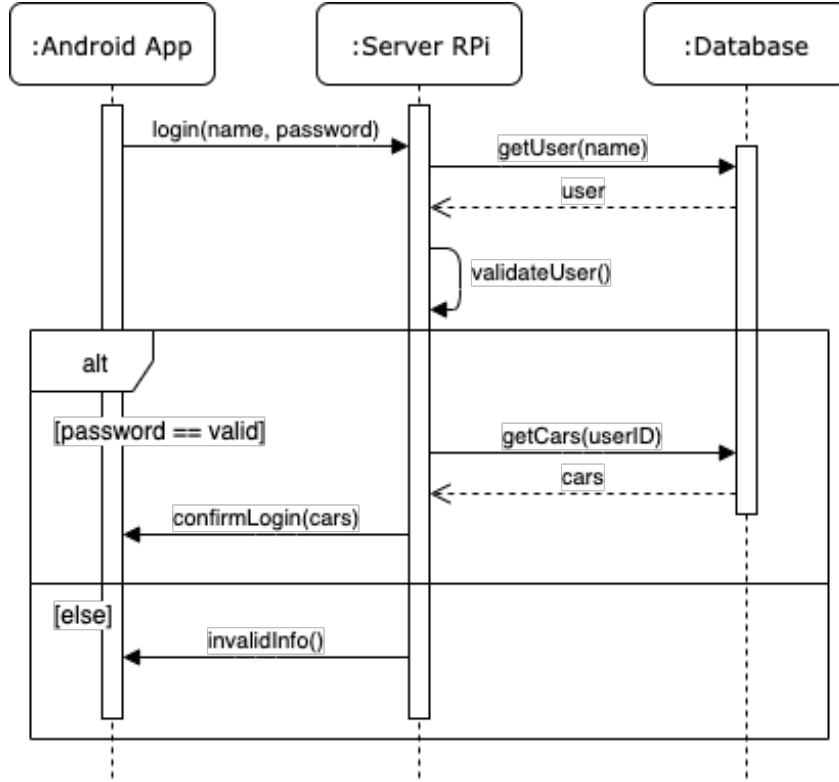 :Android App
:Server RPi
:Database
login(name, password)
getUser(name)
user
validateUser()
alt
[password == valid]
getCars(userID)
cars
confirmLogin(cars)
[else]
invalidInfo()